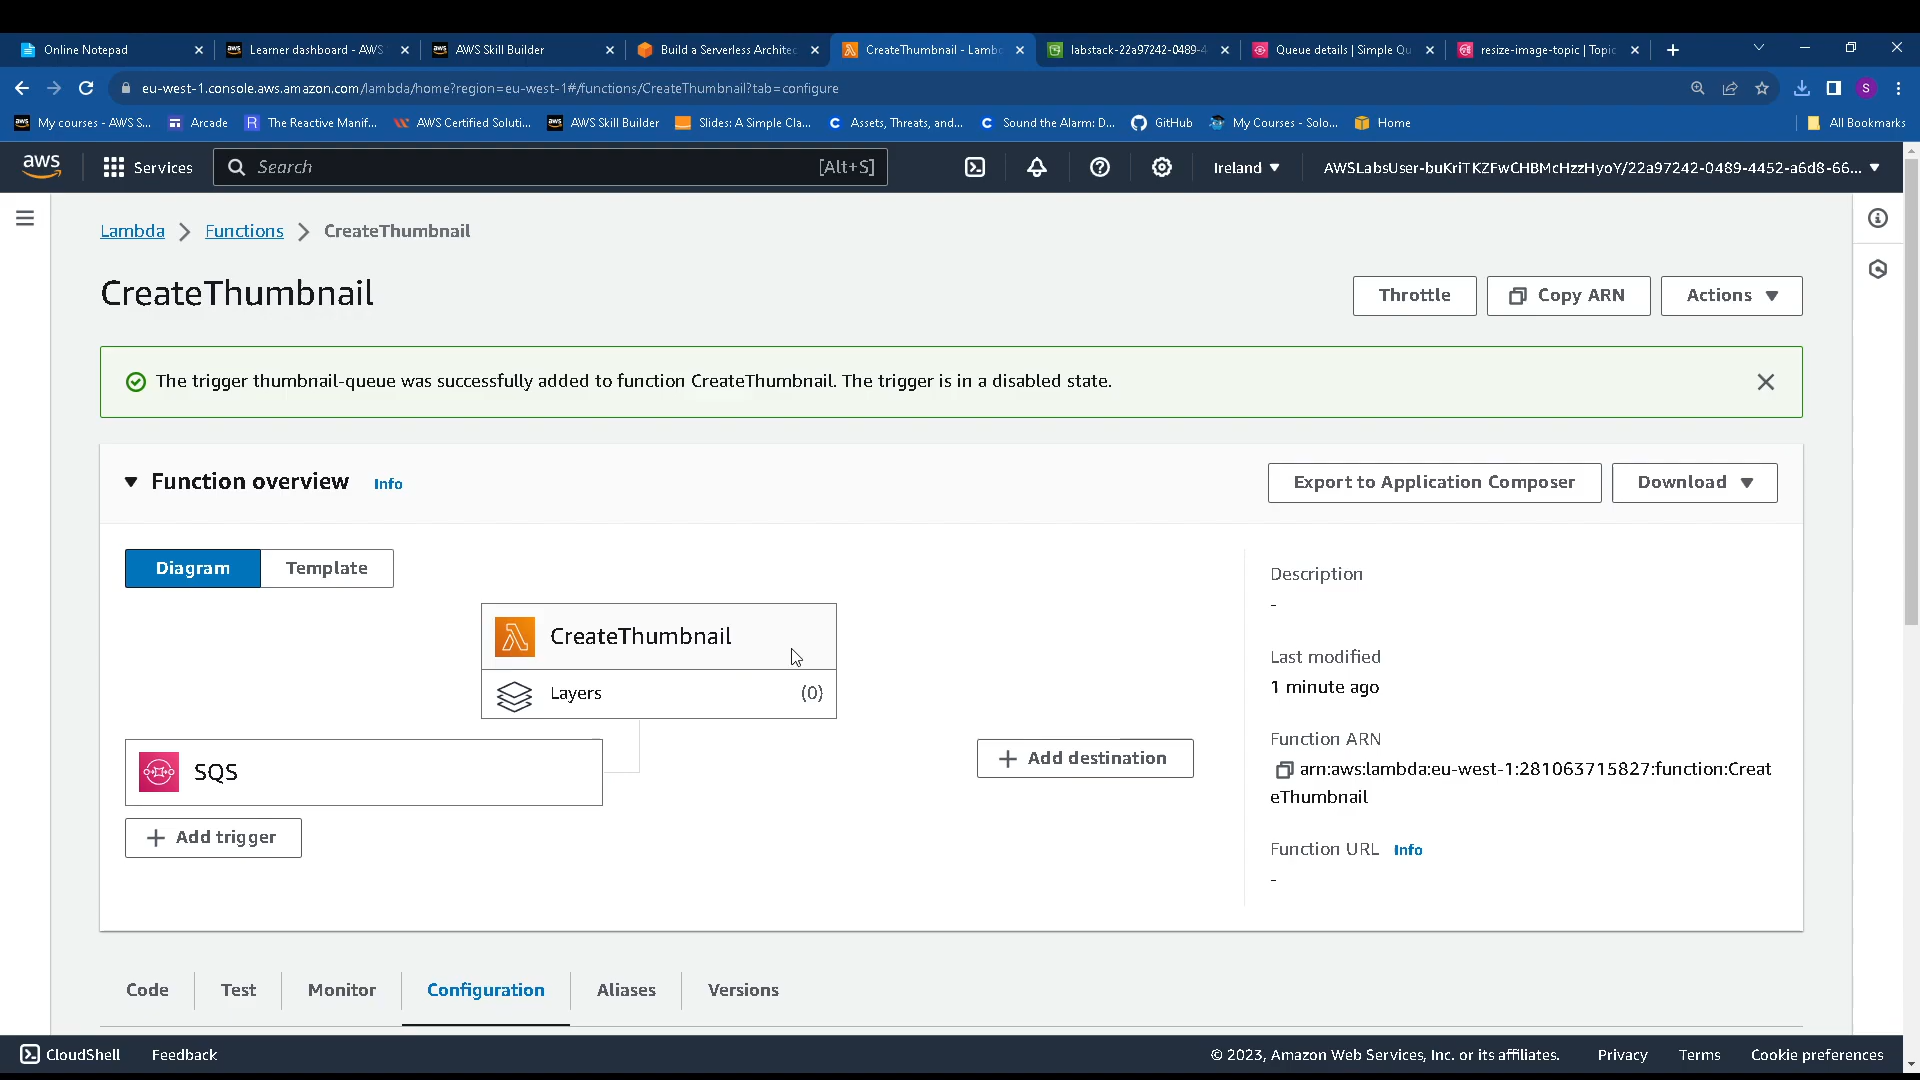 Online Notepad
Learner dashboard - AWS
AWS Skill Builder
Build a Serverless Architec
CreateThumbnail - Lamb
labstack-22a97242-0489-4
Queue details | Simple Qu
resize-image-topic | Topic
eu-west-1.console.aws.amazon.com/lambda/home?region=eu-west-1#/functions/CreateThumbnail?tab=configure
S
My courses - AWS S...
Arcade
The Reactive Manif...
AWS Certified Soluti...
AWS Skill Builder
Slides: A Simple Cla...
Assets, Threats, and...
Sound the Alarm: D...
GitHub
My Courses - Solo...
Home
All Bookmarks
aws
Services
Search
[Alt+S]
Ireland
AWSLabsUser-buKriTKZFwCHBMcHzzHyoY/22a97242-0489-4452-a6d8-66...
Lambda
Functions
CreateThumbnail
CreateThumbnail
Throttle
Copy ARN
Actions
The trigger thumbnail-queue was successfully added to function CreateThumbnail. The trigger is in a disabled state.
Function overview
Info
Export to Application Composer
Download
Diagram
Template
CreateThumbnail
Layers
(0)
SQS
Add trigger
Add destination
Description
-
Last modified
1 minute ago
Function ARN
arn:aws:lambda:eu-west-1:281063715827:function:Creat
eThumbnail
Function URL
Info
-
Code
Test
Monitor
Configuration
Aliases
Versions
CloudShell
Feedback
© 2023, Amazon Web Services, Inc. or its affiliates.
Privacy
Terms
Cookie preferences